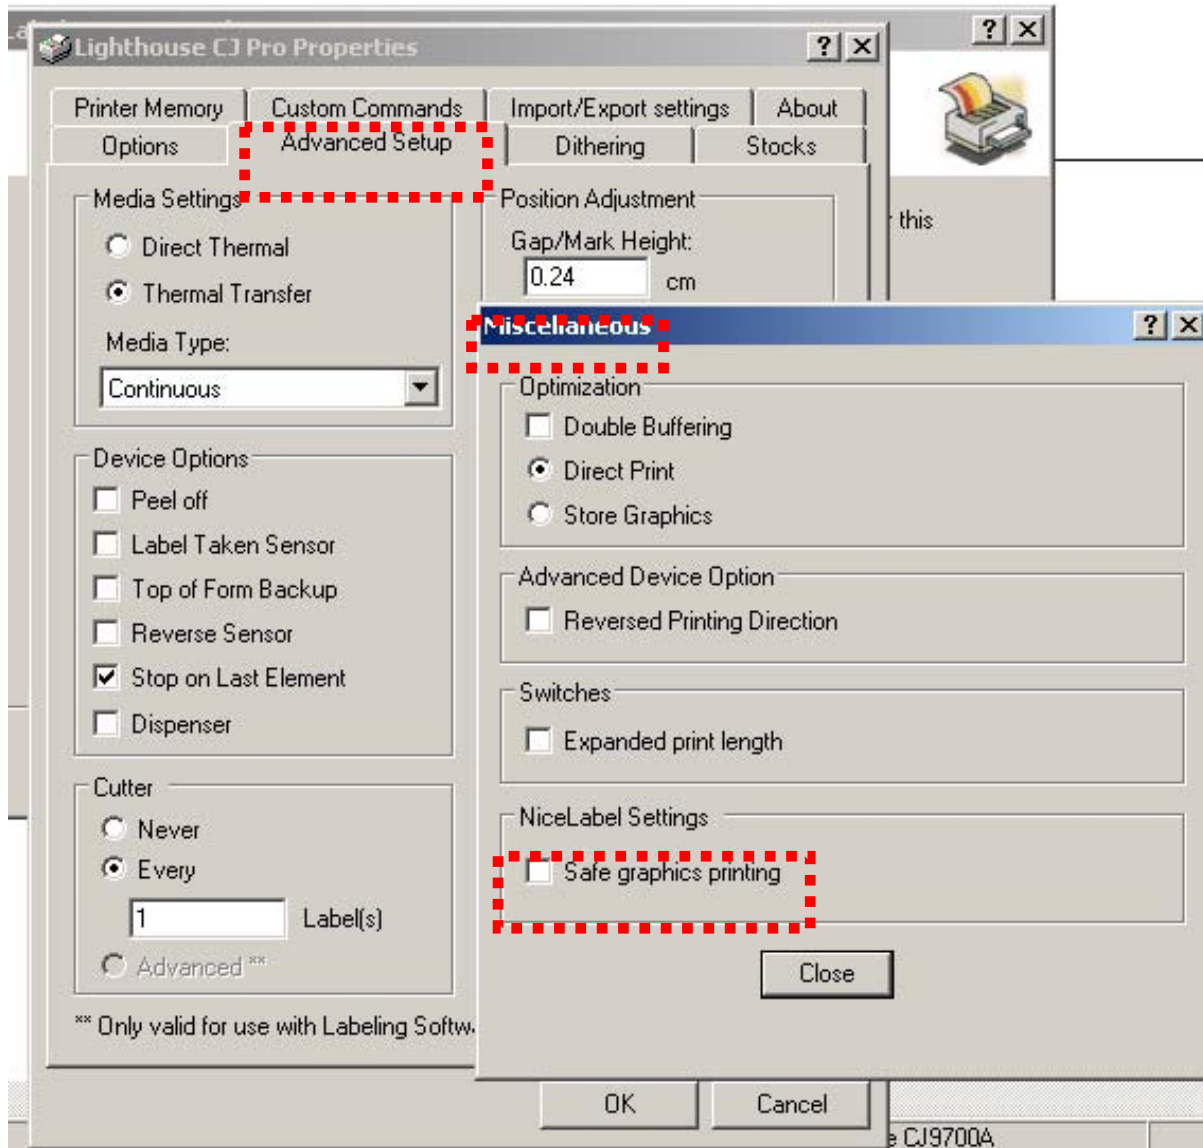 Lighthouse CJ Pro Properties
Printer Memory
Custom Commands
Import/Export settings
About
Options
Advanced Setup
Dithering
Stocks
Media Settings
Direct Thermal
Thermal Transfer
Media Type:
Continuous
Device Options
Peel off
Label Taken Sensor
Top of Form Backup
Reverse Sensor
Stop on Last Element
Dispenser
Cutter
Never
Every
1 Label(s)
Advanced **
** Only valid for use with Labeling
Position Adjustment
Gap/Mark Height:
0.24 cm
this
Miscellaneous
Optimization
Double Buffering
Direct Print
Store Graphics
Advanced Device Option
Reversed Printing Direction
Switches
Expanded print length
NiceLabel Settings
Safe graphics printing
Close
OK
Cancel
CJ9700A